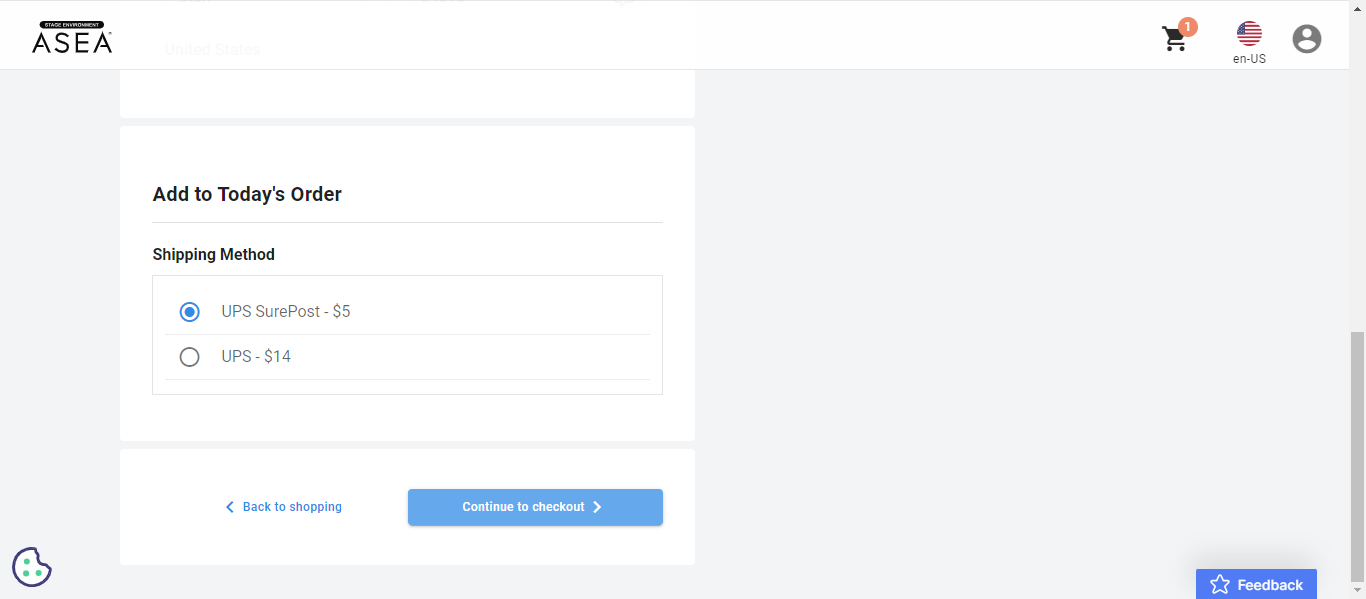 STAGE ENVIRONMENT
ASEA
United States
1
en-US
Add to Today's Order
Shipping Method
UPS SurePost - $5
UPS - $14
Back to shopping
Continue to checkout
Feedback